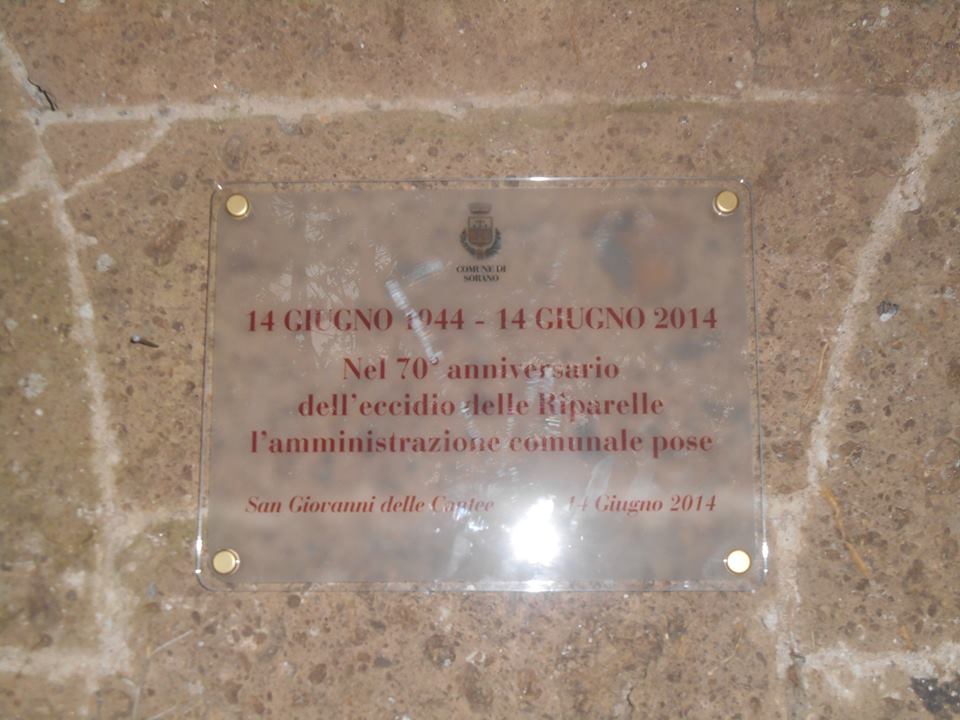 COMUNE DI
SORANO
14 GIUGNO 1944 - 14 GIUGNO 2014
Nel 70° anniversario
dell'eccidio delle Riparelle
l'amministrazione comunale pose
San Giovanni delle Contee 14 Giugno 2014